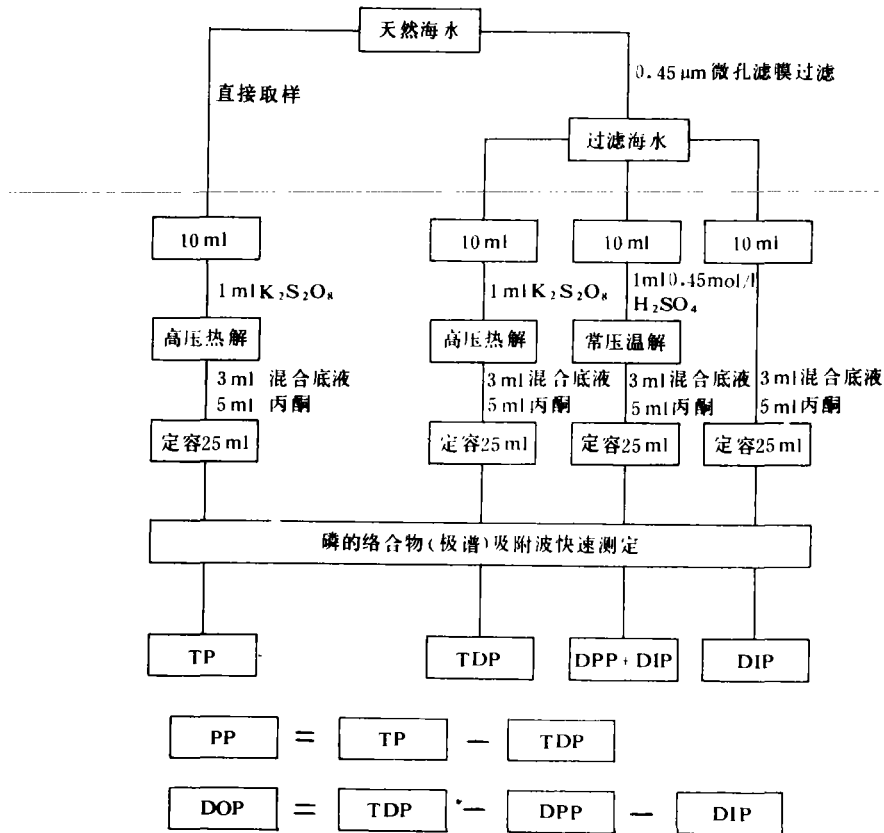 天然海水
直接取样
0.45 μm微孔滤膜过滤
过滤海水
10 ml
10 ml
10 ml
10 ml
1 ml K₂S₂O₈
1 ml K₂S₂O₈
1ml 0.45mol/l
H₂SO₄
高压热解
高压热解
常压温解
3 ml 混合底液
5 ml 丙酮
3 ml 混合底液
5 ml 丙酮
3 ml 混合底液
5 ml 丙酮
3 ml 混合底液
5 ml 丙酮
定容25 ml
定容25 ml
定容25 ml
定容25 ml
磷的络合物(极谱)吸附波快速测定
TP
TDP
DPP + DIP
DIP
PP = TP − TDP
DOP = TDP − DPP − DIP